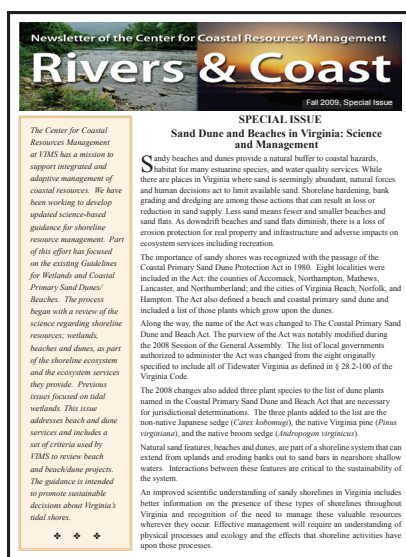 Newsletter of the Center for Coastal Resources Management
Rivers & Coast
Fall 2009, Special Issue
The Center for Coastal
Resources Management
at VIMS has a mission to
support integrated and
adaptive management of
coastal resources. We have
been working to develop
updated science-based
guidance for shoreline
resource management. Part
of this effort has focused
on the existing Guidelines
for Wetlands and Coastal
Primary Sand Dunes/
Beaches. The process
began with a review of the
science regarding shoreline
resources; wetlands,
beaches and dunes, as part
of the shoreline ecosystem
and the ecosystem services
they provide. Previous
issues focused on tidal
wetlands. This issue
addresses beach and dune
services and includes a
set of criteria used by
VIMS to review beach
and beach/dune projects.
The guidance is intended
to promote sustainable
decisions about Virginia's
tidal shores.
SPECIAL ISSUE
Sand Dune and Beaches in Virginia: Science
and Management
Sandy beaches and dunes provide a natural buffer to coastal hazards,
habitat for many estuarine species, and water quality services. While
there are places in Virginia where sand is seemingly abundant, natural forces
and human decisions act to limit available sand. Shoreline hardening, bank
grading and dredging are among those actions that can result in loss or
reduction in sand supply. Less sand means fewer and smaller beaches and
sand flats. As downdrift beaches and sand flats diminish, there is a loss of
erosion protection for real property and infrastructure and adverse impacts on
ecosystem services including recreation.
The importance of sandy shores was recognized with the passage of the
Coastal Primary Sand Dune Protection Act in 1980. Eight localities were
included in the Act: the counties of Accomack, Northampton, Mathews,
Lancaster, and Northumberland; and the cities of Virginia Beach, Norfolk, and
Hampton. The Act also defined a beach and coastal primary sand dune and
included a list of those plants which grow upon the dunes.
Along the way, the name of the Act was changed to The Coastal Primary Sand
Dune and Beach Act. The purview of the Act was notably modified during
the 2008 Session of the General Assembly. The list of local governments
authorized to administer the Act was changed from the eight originally
specified to include all of Tidewater Virginia as defined in § 28.2-100 of the
Virginia Code.
The 2008 changes also added three plant species to the list of dune plants
named in the Coastal Primary Sand Dune and Beach Act that are necessary
for jurisdictional determinations. The three plants added to the list are the
non-native Japanese sedge (Carex kobomugi), the native Virginia pine (Pinus
virginiana), and the native broom sedge (Andropogon virginicus).
Natural sand features, beaches and dunes, are part of a shoreline system that can
extend from uplands and eroding banks out to sand bars in nearshore shallow
waters. Interactions between these features are critical to the sustainability of
the system.
An improved scientific understanding of sandy shorelines in Virginia includes
better information on the presence of these types of shorelines throughout
Virginia and recognition of the need to manage these valuable resources
wherever they occur. Effective management will require an understanding of
physical processes and ecology and the effects that shoreline activities have
upon those processes.